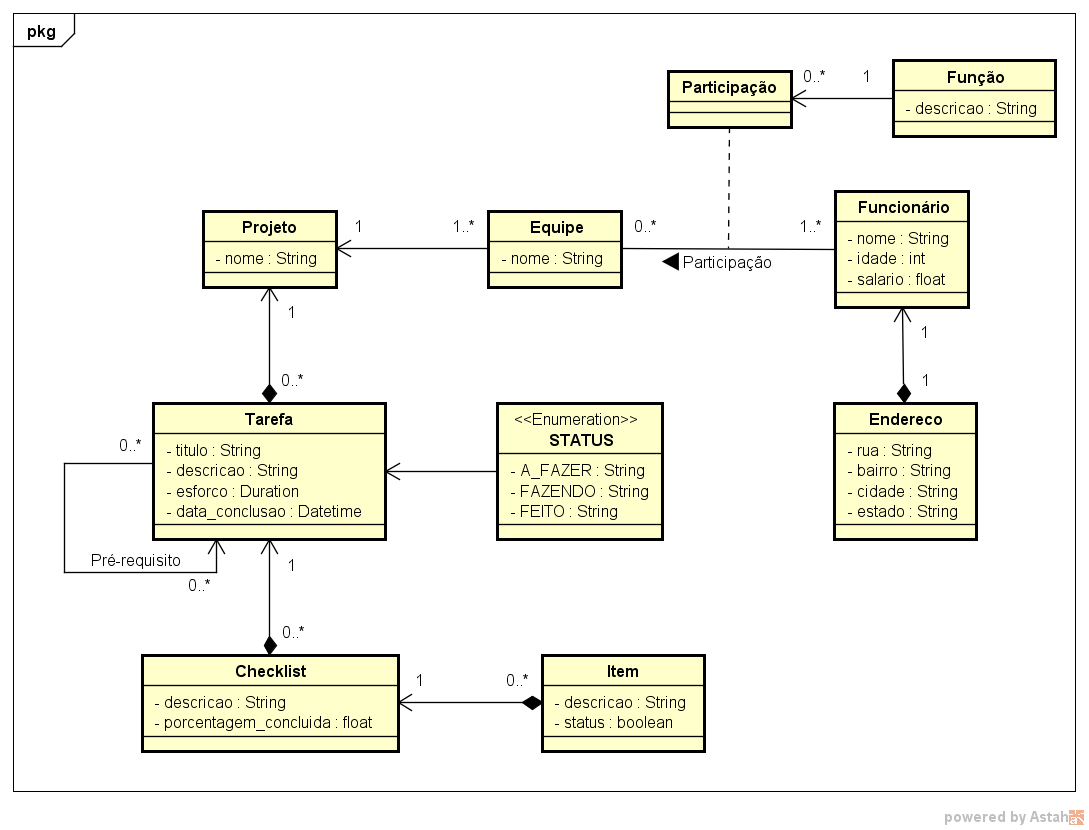 pkg
Participação
0..*
1
Função
- descricao : String
Projeto
- nome : String
1
1..*
Equipe
- nome : String
0..*
1..*
Participação
Funcionário
- nome : String
- idade : int
- salario : float
1
0..*
1
1
Tarefa
- titulo : String
- descricao : String
- esforco : Duration
- data_conclusao : Datetime
0..*
Pré-requisito
0..*
<<Enumeration>>
STATUS
- A_FAZER : String
- FAZENDO : String
- FEITO : String
Endereco
- rua : String
- bairro : String
- cidade : String
- estado : String
1
0..*
Checklist
- descricao : String
- porcentagem_concluida : float
1
0..*
Item
- descricao : String
- status : boolean
powered by Astah